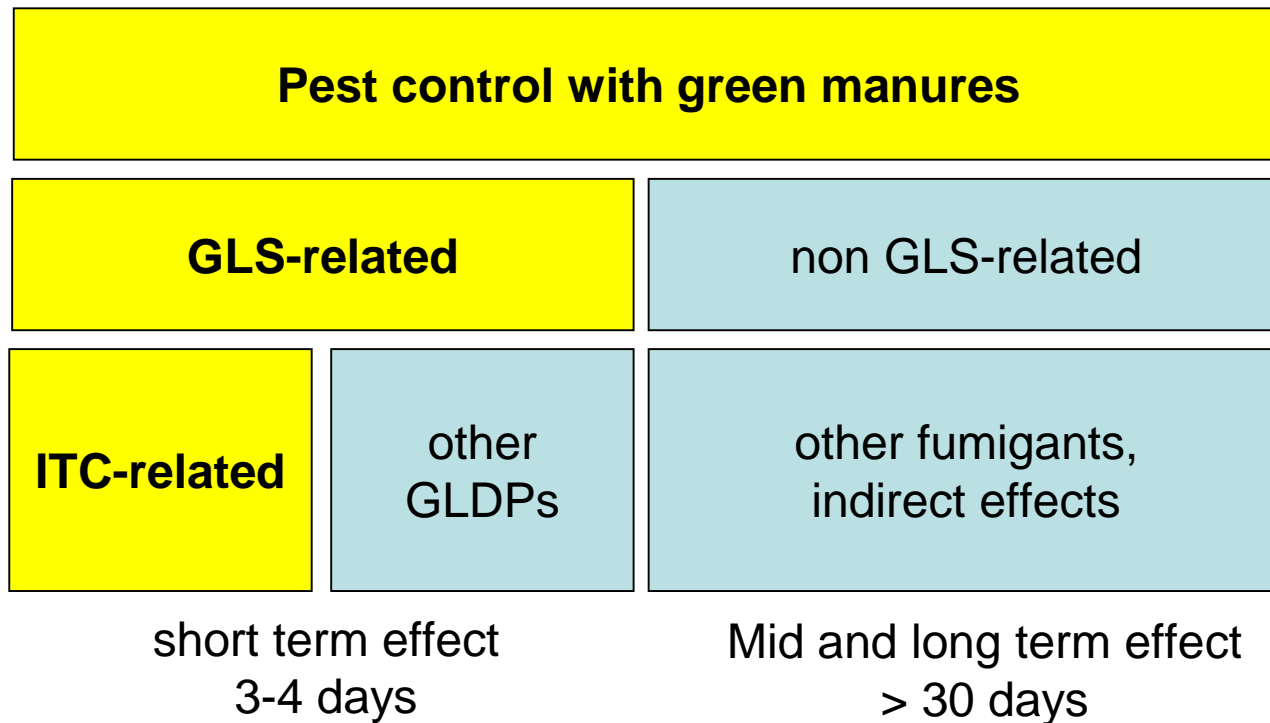 Pest control with green manures
GLS-related
non GLS-related
ITC-related
other
GLDPs
other fumigants,
indirect effects
short term effect
3-4 days
Mid and long term effect
> 30 days